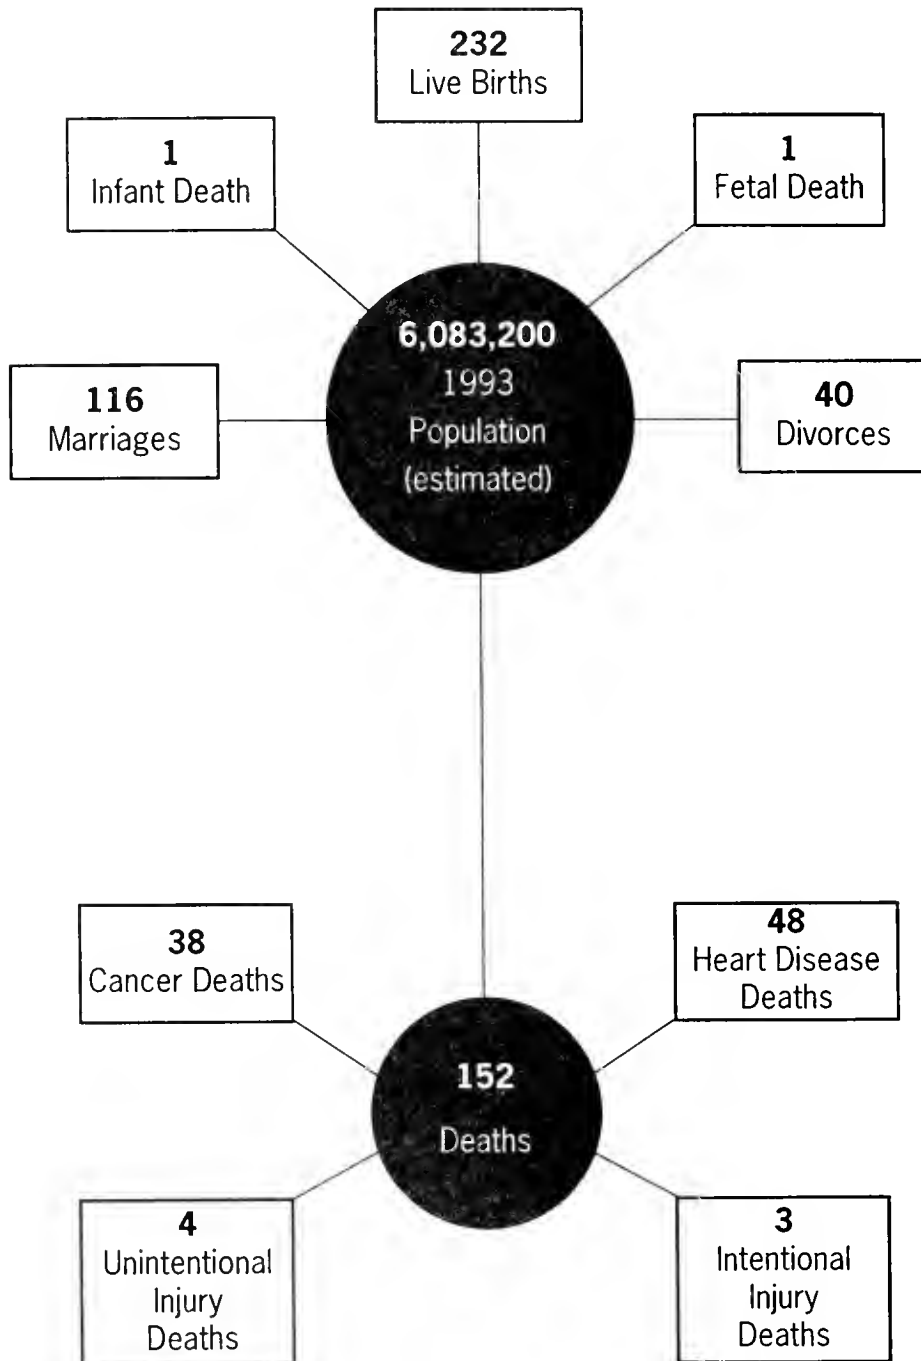 232
Live Births
1
Infant Death
1
Fetal Death
6,083,200
1993
Population
(estimated)
116
Marriages
40
Divorces
38
Cancer Deaths
48
Heart Disease
Deaths
152
Deaths
4
Unintentional
Injury
Deaths
3
Intentional
Injury
Deaths